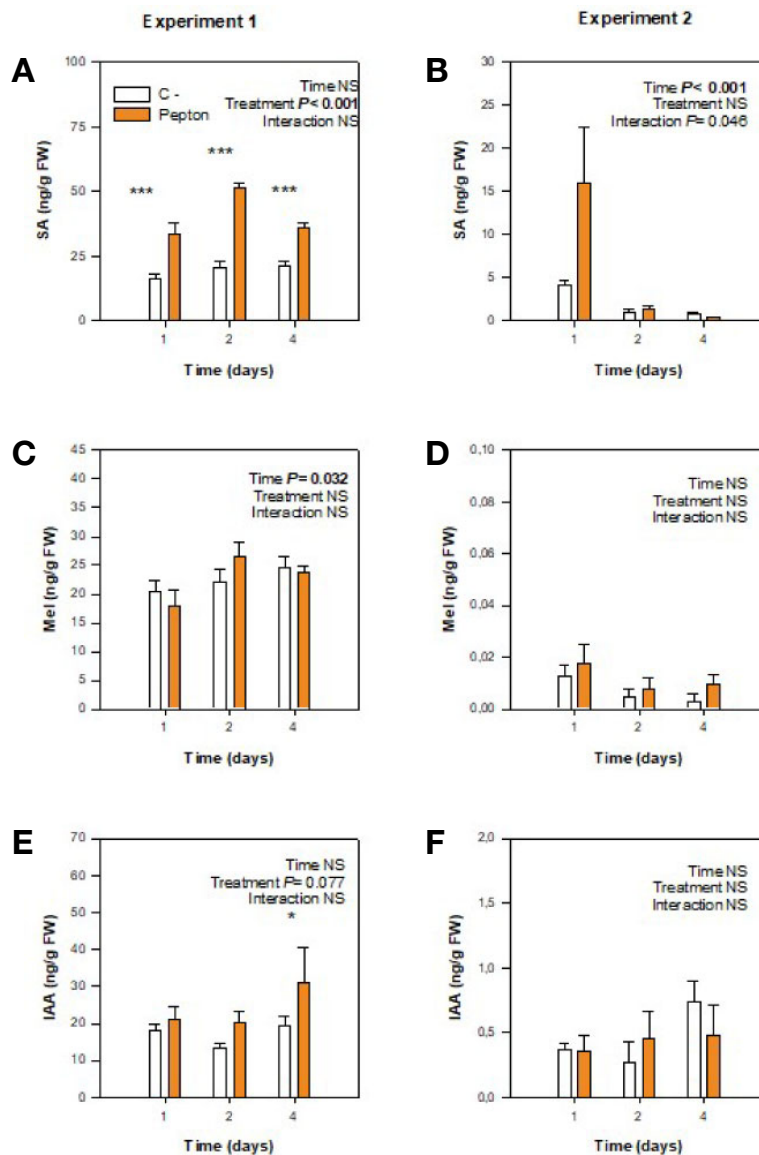 Experiment 1
Experiment 2
A
100
75
50
25
0
SA (ng/g FW)
C -
Pepton
Time NS
Treatment P< 0.001
Interaction NS
***
***
***
1
2
4
Time (days)
B
30
25
20
15
10
5
0
SA (ng/g FW)
Time P< 0.001
Treatment NS
Interaction P= 0.046
1
2
4
Time (days)
C
45
40
35
30
25
20
15
10
5
0
Mel (ng/g FW)
Time P= 0.032
Treatment NS
Interaction NS
1
2
4
Time (days)
D
0,10
0,08
0,06
0,04
0,02
0,00
Mel (ng/g FW)
Time NS
Treatment NS
Interaction NS
1
2
4
Time (days)
E
70
60
50
40
30
20
10
0
IAA (ng/g FW)
Time NS
Treatment P= 0.077
Interaction NS
*
1
2
4
Time (days)
F
2,0
1,5
1,0
0,5
0,0
IAA (ng/g FW)
Time NS
Treatment NS
Interaction NS
1
2
4
Time (days)